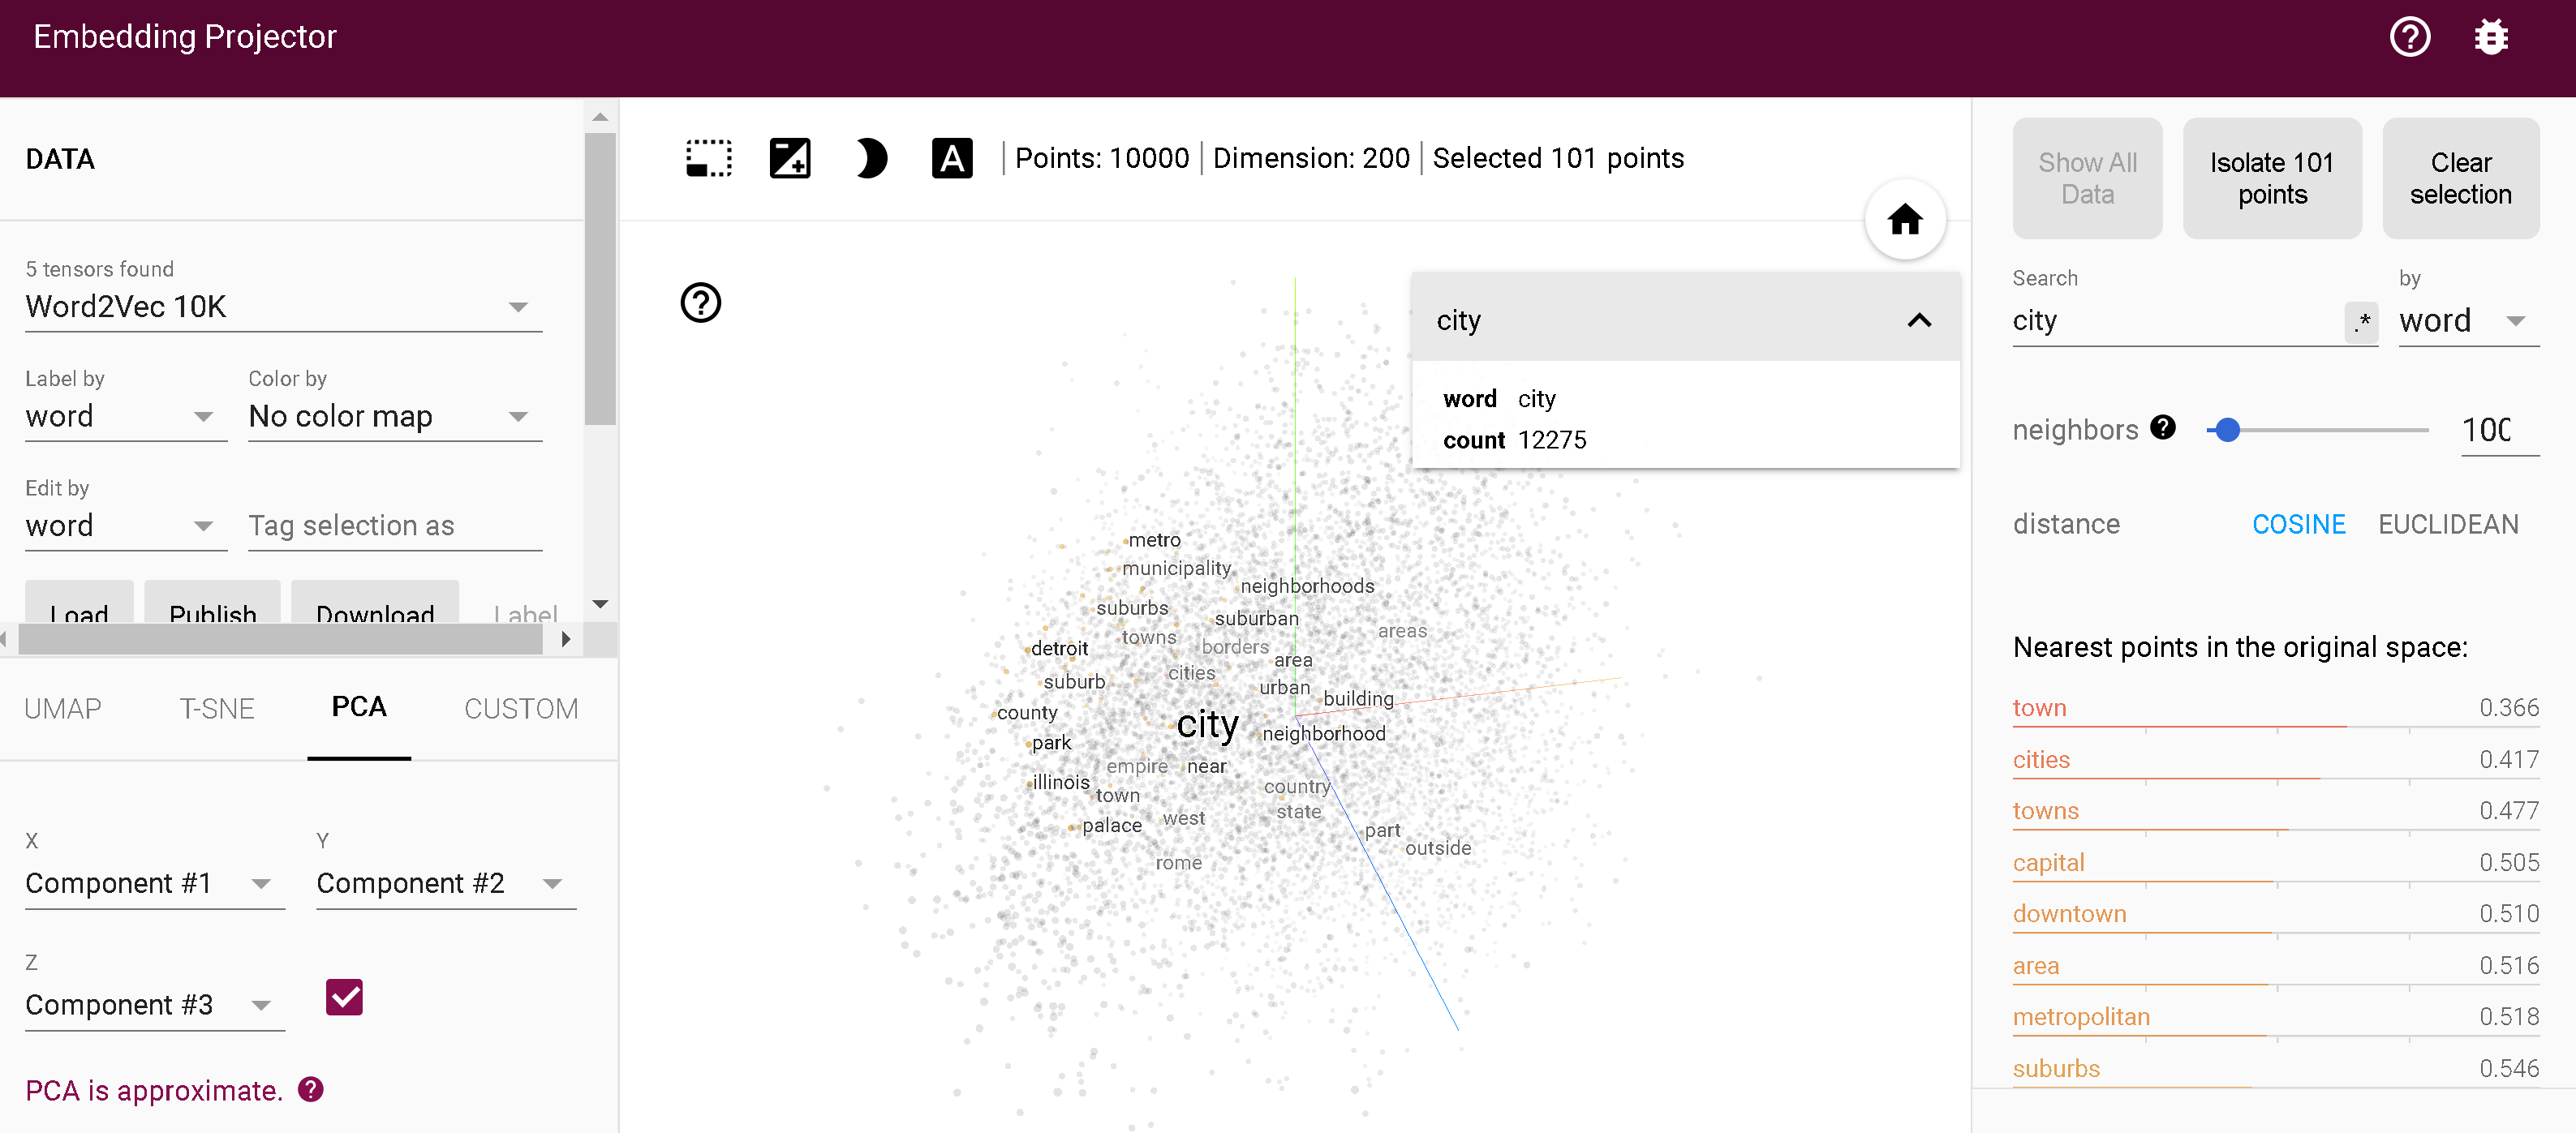 Embedding Projector
DATA
5 tensors found
Word2Vec 10K
Label by
word
Color by
No color map
Edit by
word
Tag selection as
Load
Publish
Download
Label
UMAP
T-SNE
PCA
CUSTOM
X
Component #1
Y
Component #2
Z
Component #3
PCA is approximate.
A
Points: 10000
Dimension: 200
Selected 101 points
city
word city
count 12275
metro
municipality
neighborhoods
suburbs
suburban
towns
areas
borders
detroit
area
cities
suburb
urban
building
county
city
neighborhood
park
empire
near
illinois
country
town
state
west
palace
part
outside
rome
Show All
Data
Isolate 101
points
Clear
selection
Search
city
.*
by
word
neighbors
100
distance
COSINE
EUCLIDEAN
Nearest points in the original space:
town 0.366
cities 0.417
towns 0.477
capital 0.505
downtown 0.510
area 0.516
metropolitan 0.518
suburbs 0.546